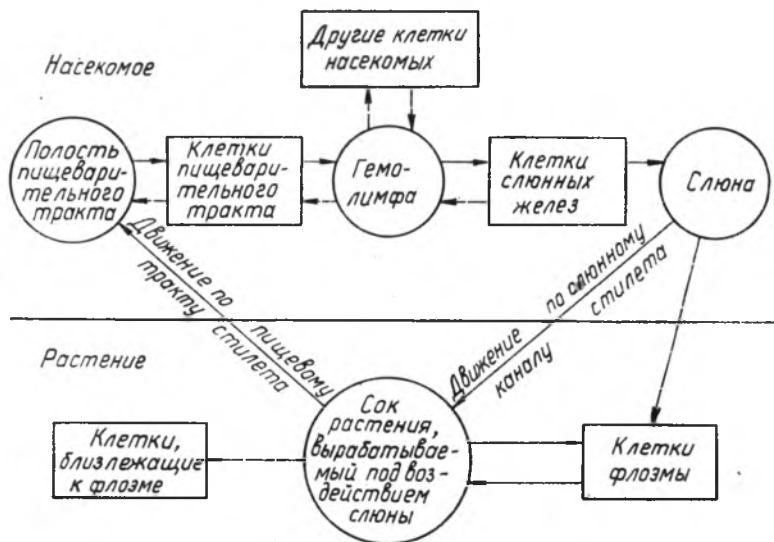 Насекомое
Другие клетки
насекомых
Полость
пищевари-
тельного
тракта
Клетки
пищевари-
тельного
тракта
Гемо-
лимфа
Клетки
слюнных
желез
Слюна
Движение по пищевому
тракту стилета
Движение по слюнному
каналу стилета
Растение
Клетки,
близлежащие
к флоэме
Сок
растения,
вырабатывае-
мый под воз-
действием
слюны
Клетки
флоэмы